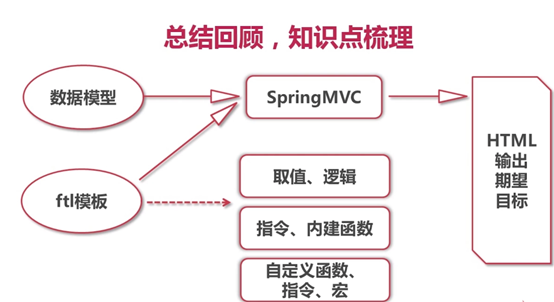 总结回顾，知识点梳理
数据模型
SpringMVC
HTML
输出
期望
目标
ftl模板
取值、逻辑
指令、内建函数
自定义函数、
指令、宏